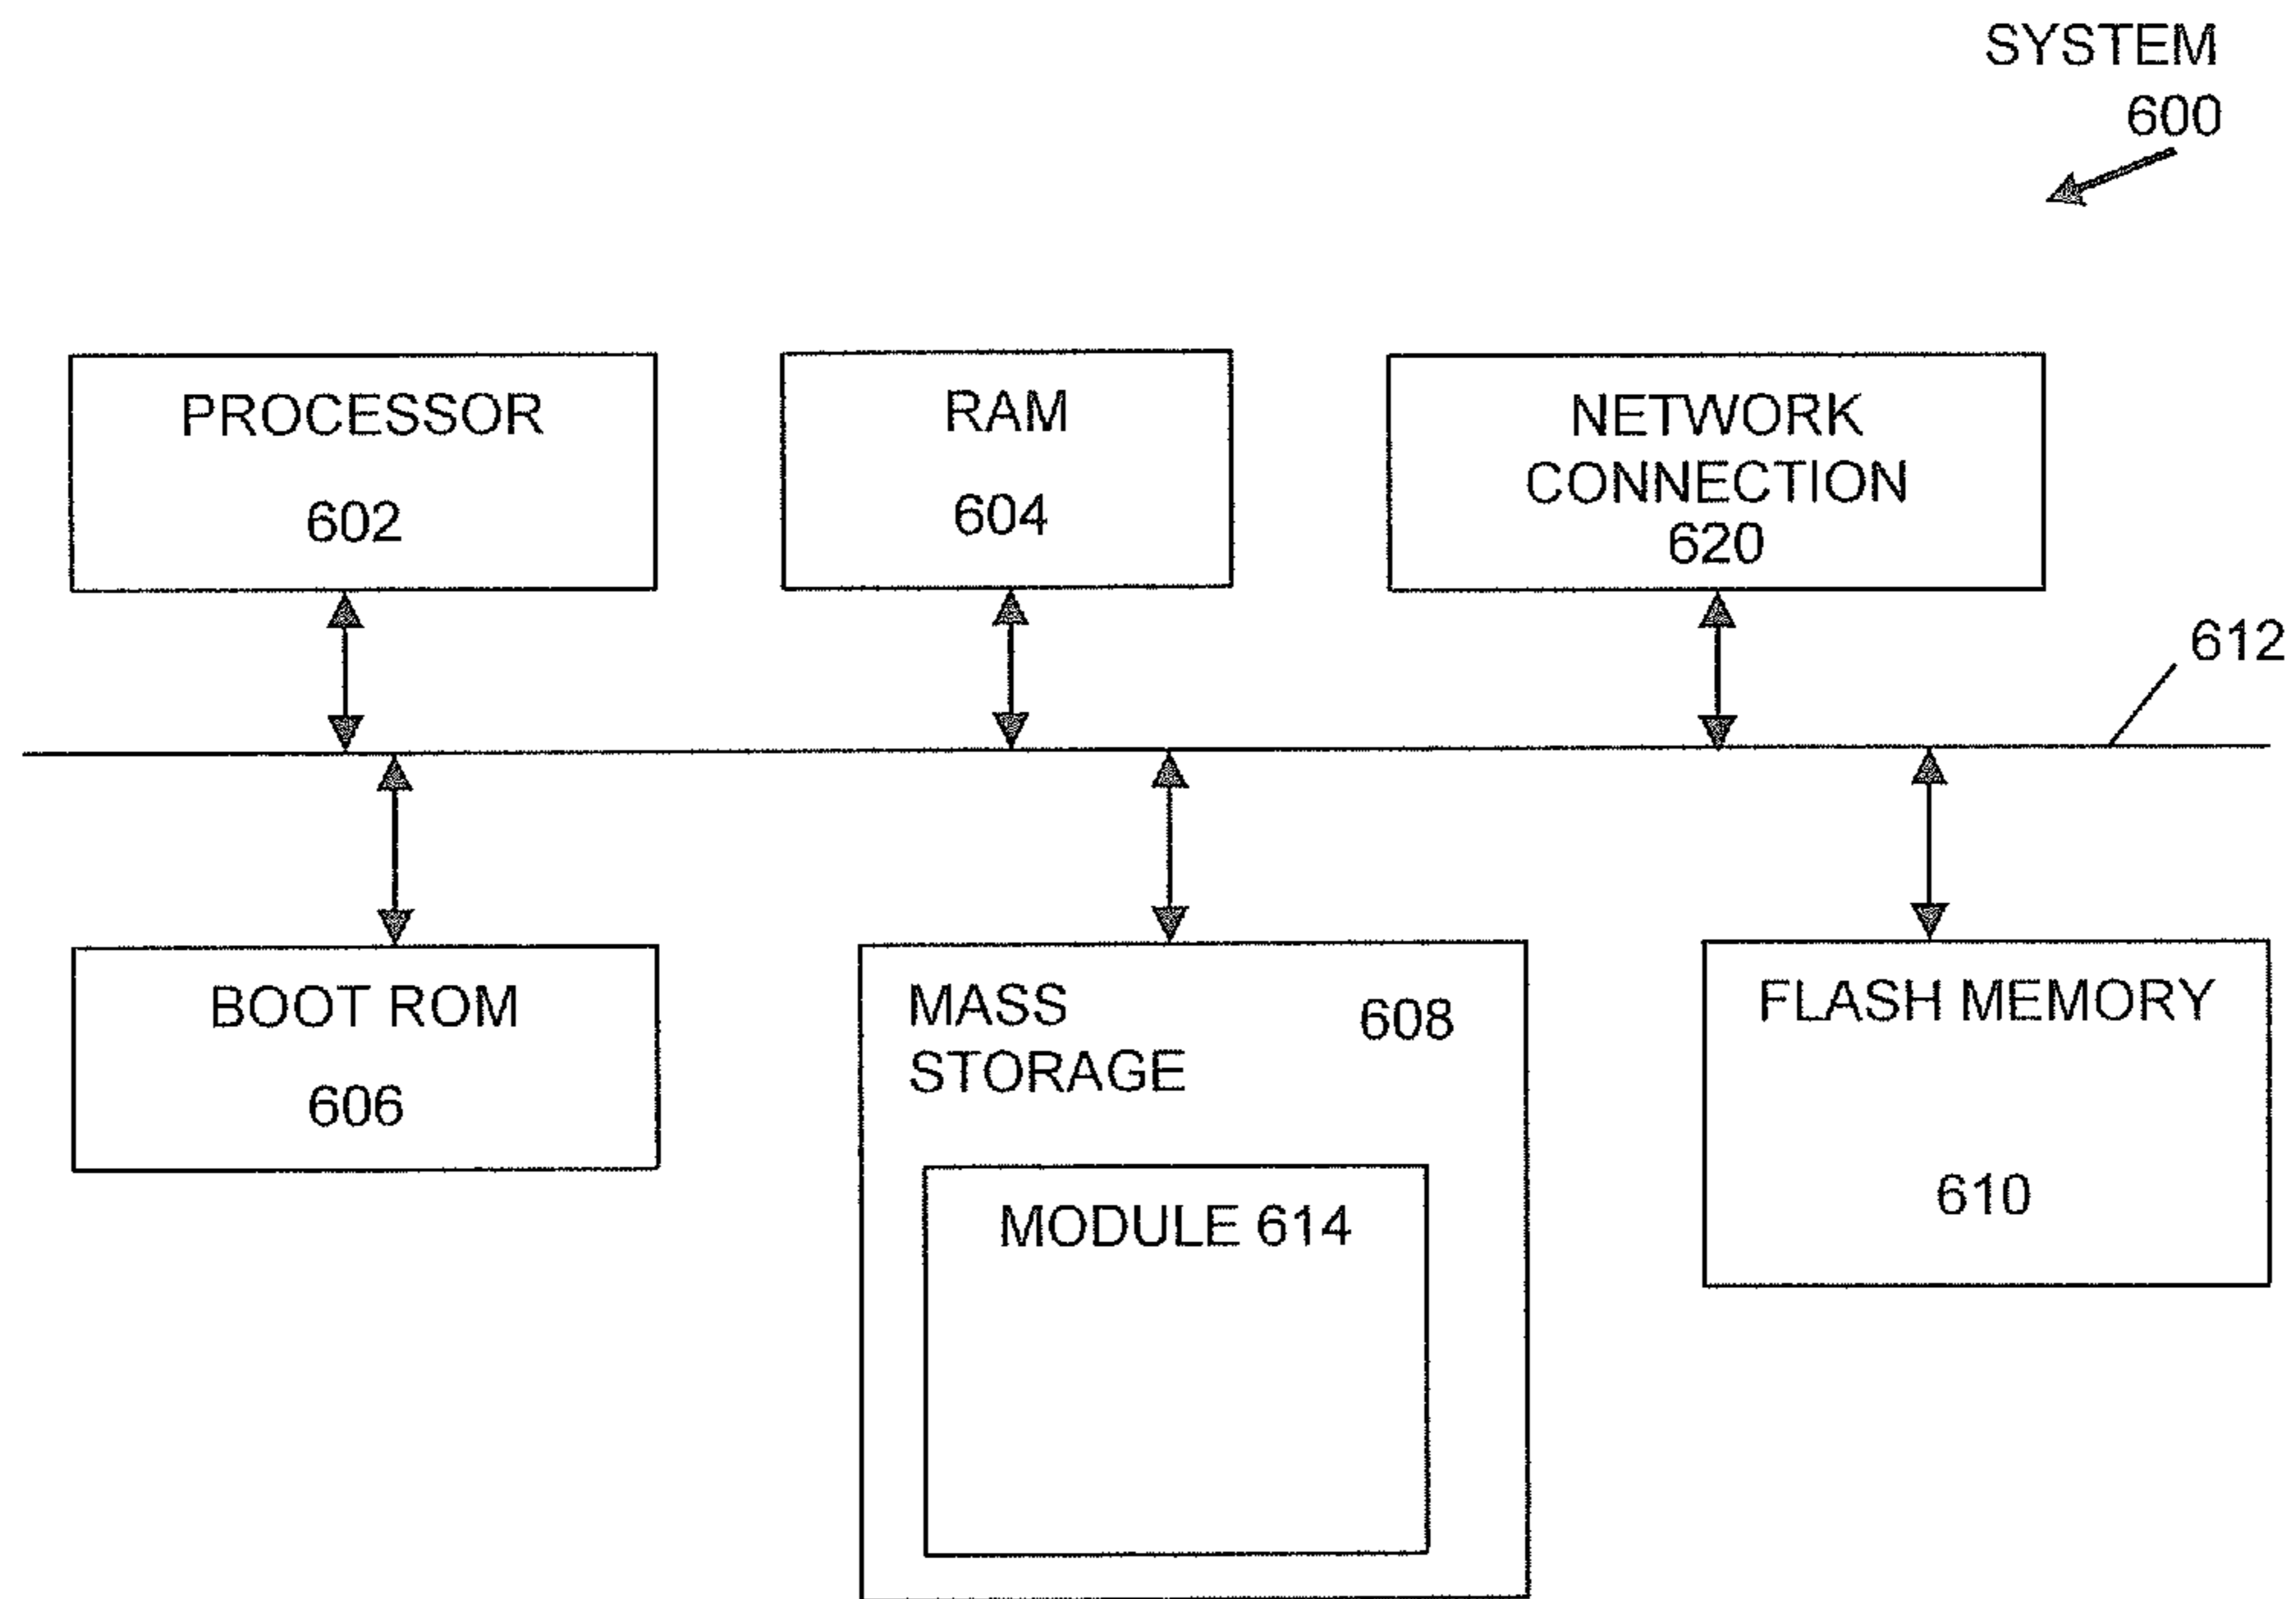 SYSTEM
600
PROCESSOR
602
RAM
604
NETWORK
CONNECTION
620
612
BOOT ROM
606
MASS
STORAGE
608
MODULE 614
FLASH MEMORY
610